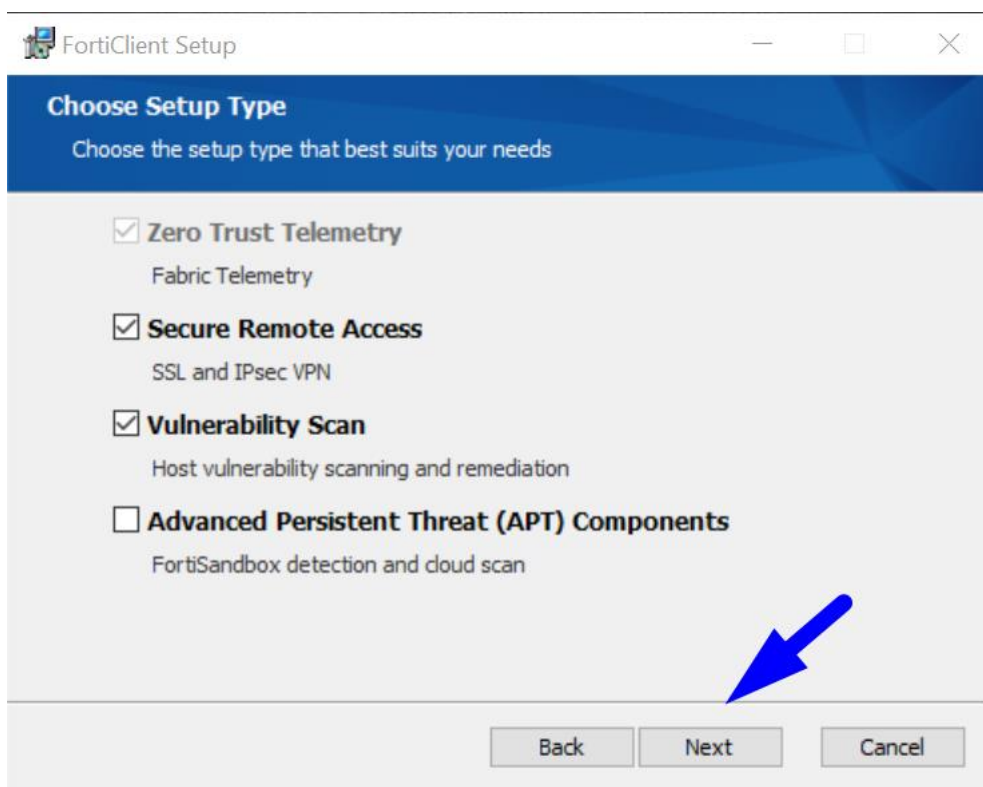 FortiClient Setup
Choose Setup Type
Choose the setup type that best suits your needs
Zero Trust Telemetry
Fabric Telemetry
Secure Remote Access
SSL and IPsec VPN
Vulnerability Scan
Host vulnerability scanning and remediation
Advanced Persistent Threat (APT) Components
FortiSandbox detection and cloud scan
Back Next Cancel